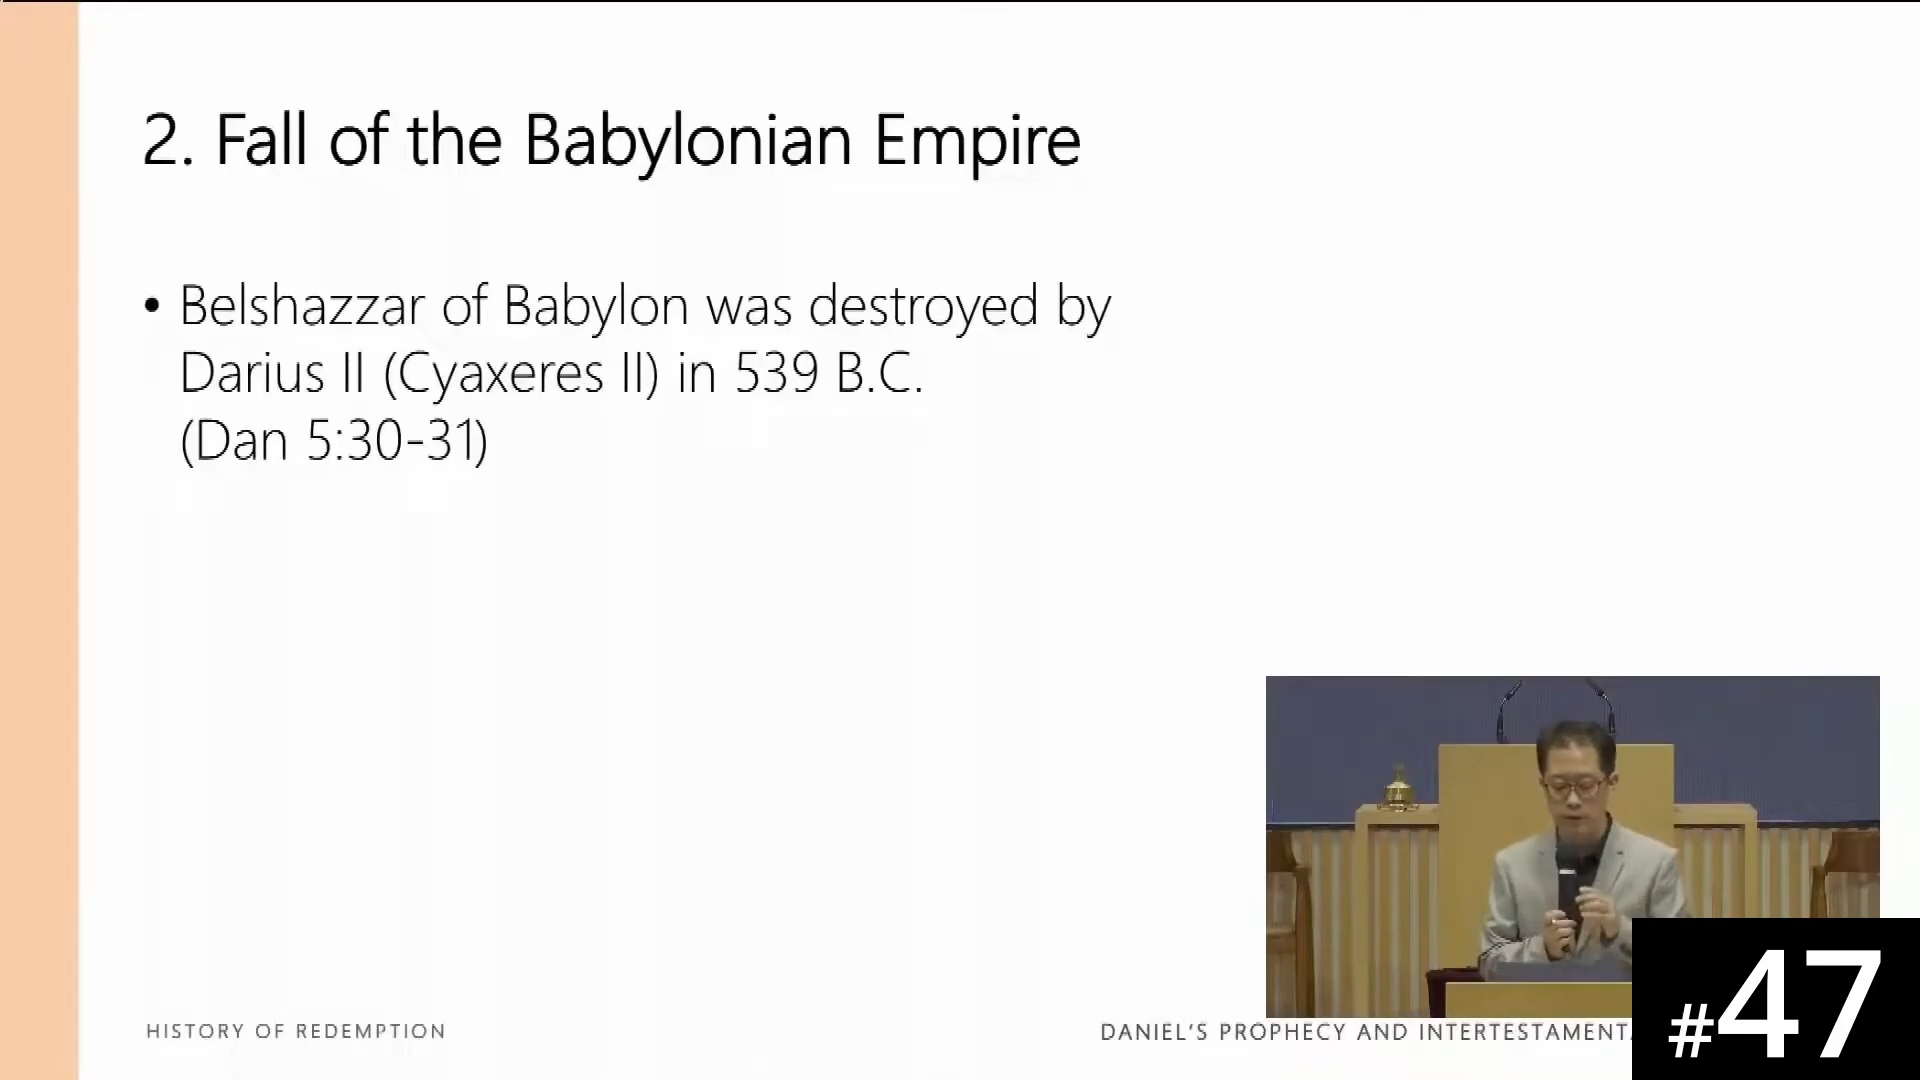 2. Fall of the Babylonian Empire
• Belshazzar of Babylon was destroyed by
Darius II (Cyaxeres II) in 539 B.C.
(Dan 5:30-31)
HISTORY OF REDEMPTION
DANIEL'S PROPHECY AND INTERTESTAMENT
#47